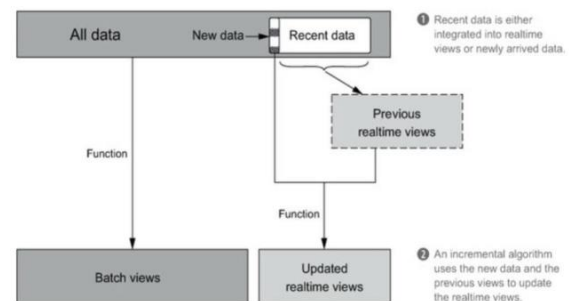 All data
New data
Recent data
1 Recent data is either
integrated into realtime
views or newly arrived data.
Previous
realtime views
Function
Function
Batch views
Updated
realtime views
2 An incremental algorithm
uses the new data and the
previous views to update
the realtime views.